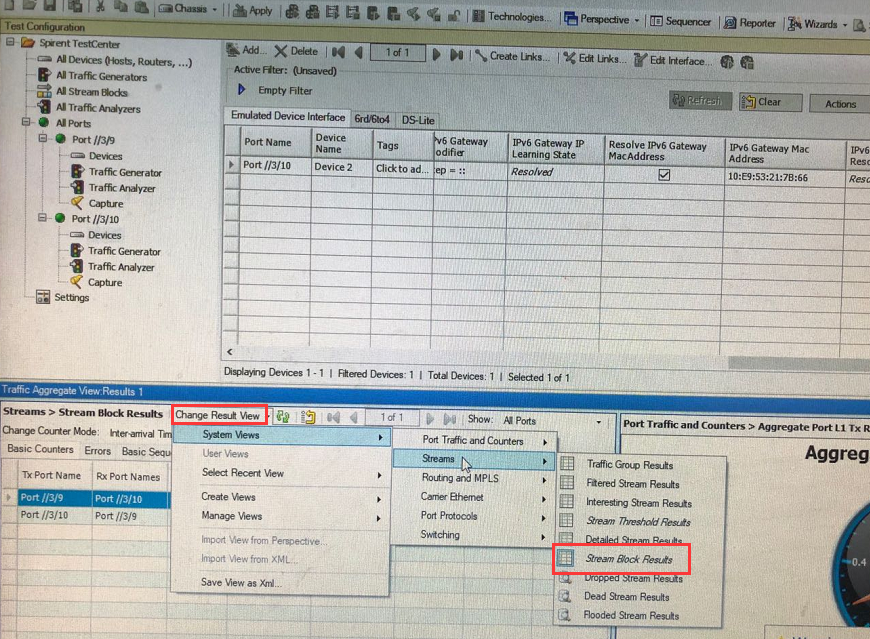 Chassis
Apply
Technologies...
Perspective
Sequencer
Reporter
Wizards
Test Configuration
Spirent TestCenter
All Devices (Hosts, Routers, ...)
All Traffic Generators
All Stream Blocks
All Traffic Analyzers
All Ports
Port //3/9
Devices
Traffic Generator
Traffic Analyzer
Capture
Port //3/10
Devices
Traffic Generator
Traffic Analyzer
Capture
Settings
Add...
Delete
1 of 1
Create Links...
Edit Links...
Edit Interface...
Active Filter: (Unsaved)
Empty Filter
Refresh
Clear
Actions
Emulated Device Interface
6rd/6to4
DS-Lite
Port Name
Device
Name
Tags
v6 Gateway
odifier
IPv6 Gateway IP
Learning State
Resolve IPv6 Gateway
MacAddress
IPv6 Gateway Mac
Address
IPv6
Reso
Port //3/10
Device 2
Click to ad...
ep = ::
Resolved
10:E9:53:21:7B:66
Reso
Displaying Devices 1 - 1 | Filtered Devices: 1 | Total Devices: 1 | Selected 1 of 1
Traffic Aggregate View:Results 1
Streams > Stream Block Results
Change Result View
1 of 1
Show: All Ports
Port Traffic and Counters > Aggregate Port L1 Tx R
Change Counter Mode: Inter-arrival Tim
Basic Counters
Errors
Basic Sequ
Tx Port Name
Rx Port Names
Port //3/9
Port //3/10
Port //3/10
Port //3/9
System Views
User Views
Select Recent View
Create Views
Manage Views
Import View from Perspective...
Import View from XML...
Save View as Xml...
Port Traffic and Counters
Streams
Routing and MPLS
Carrier Ethernet
Port Protocols
Switching
Traffic Group Results
Filtered Stream Results
Interesting Stream Results
Stream Threshold Results
Detailed Stream Results
Stream Block Results
Dropped Stream Results
Dead Stream Results
Flooded Stream Results
Aggreg
0.4